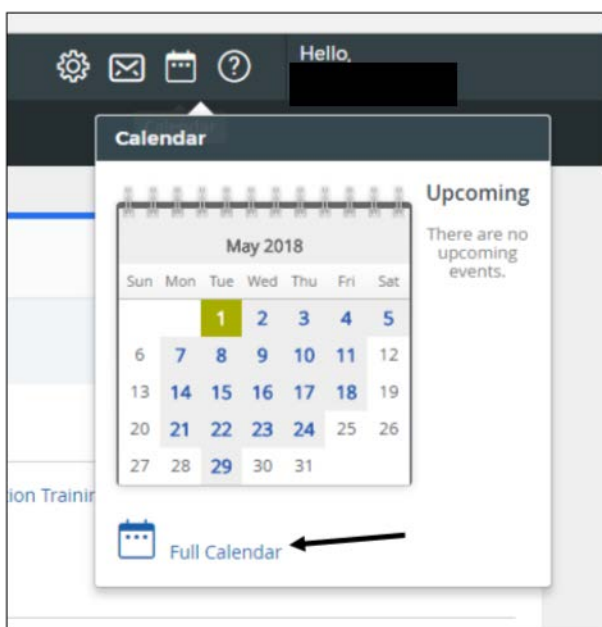 Hello,
Calendar
Upcoming
There are no
upcoming
events.
May 2018
Sun Mon Tue Wed Thu Fri Sat
1 2 3 4 5
6 7 8 9 10 11 12
13 14 15 16 17 18 19
20 21 22 23 24 25 26
27 28 29 30 31
ion Trainin
Full Calendar